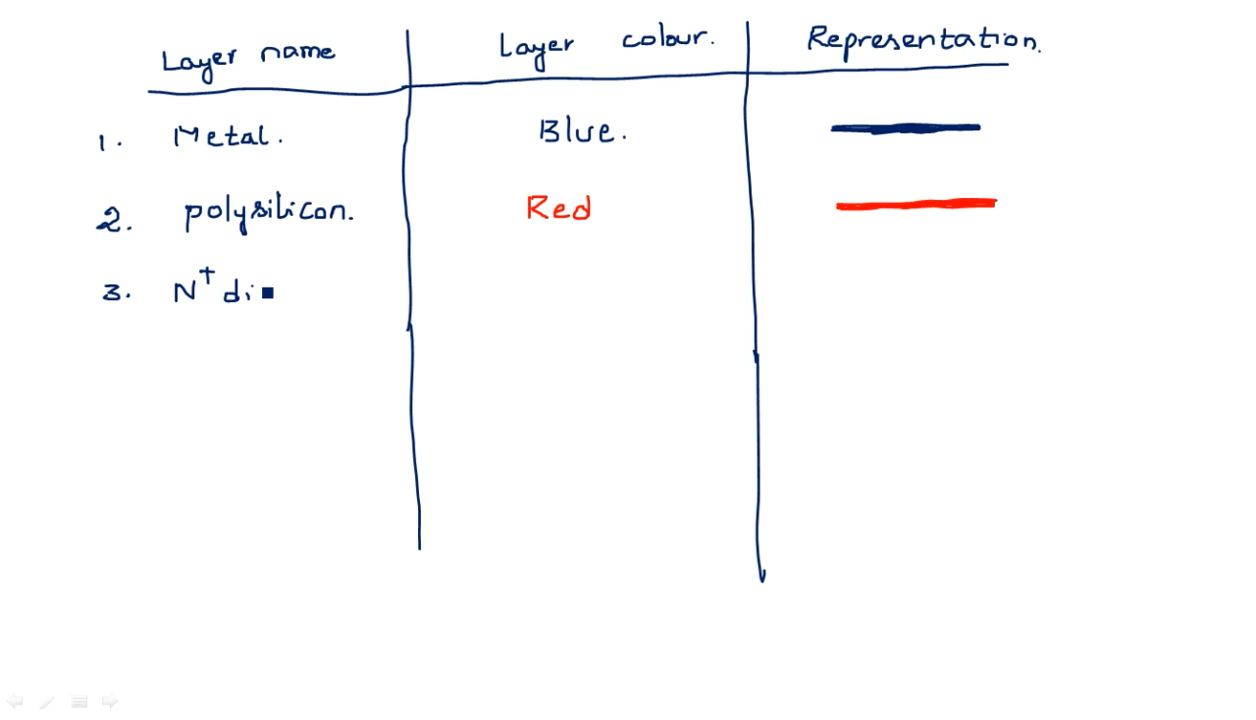 Layer name Layer colour. Representation.
1. Metal. Blue.
2. polysilicon. Red
3. N+ di